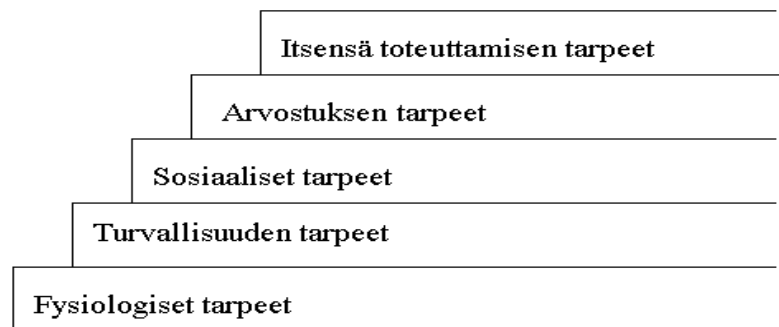 Itsensä toteuttamisen tarpeet
Arvostuksen tarpeet
Sosiaaliset tarpeet
Turvallisuuden tarpeet
Fysiologiset tarpeet